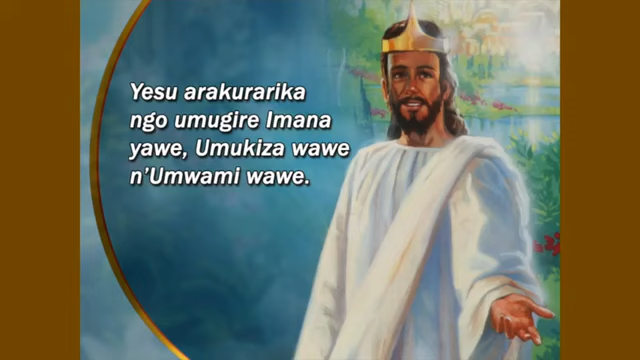 Yesu arakurarika
ngo umugire Imana
yawe, Umukiza wawe
n'Umwami wawe.